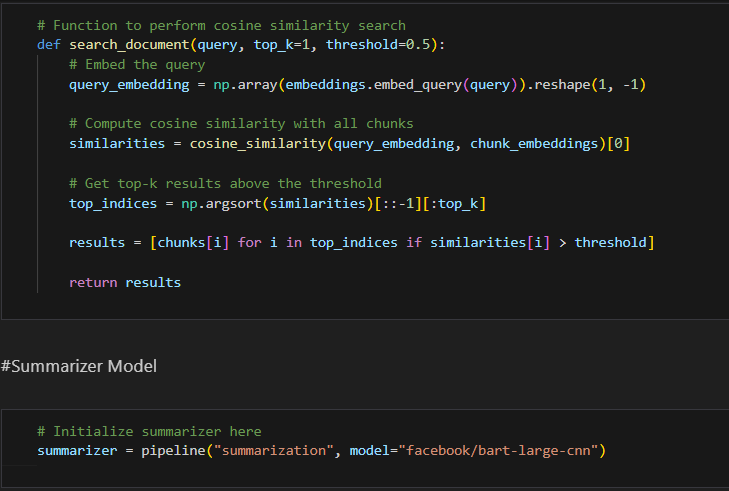 # Function to perform cosine similarity search
def search_document(query, top_k=1, threshold=0.5):
# Embed the query
query_embedding = np.array(embeddings.embed_query(query)).reshape(1, -1)
# Compute cosine similarity with all chunks
similarities = cosine_similarity(query_embedding, chunk_embeddings)[0]
# Get top-k results above the threshold
top_indices = np.argsort(similarities)[::-1][:top_k]
results = [chunks[i] for i in top_indices if similarities[i] > threshold]
return results
#Summarizer Model
# Initialize summarizer here
summarizer = pipeline("summarization", model="facebook/bart-large-cnn")